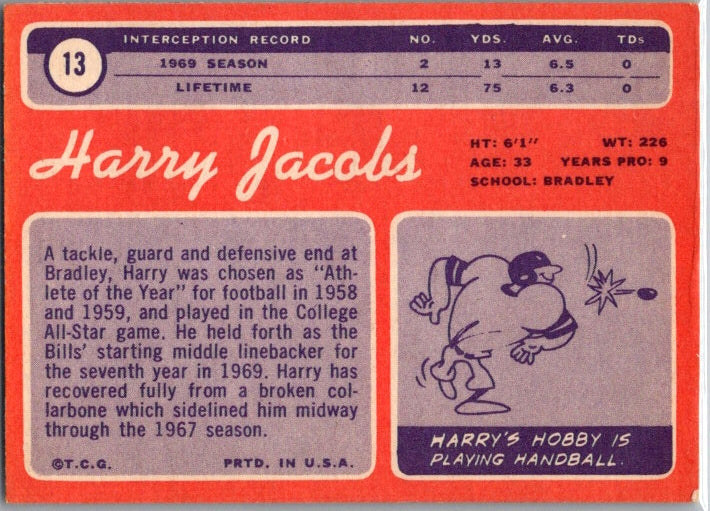 13
INTERCEPTION RECORD NO. YDS. AVG. TDs
1969 SEASON 2 13 6.5 0
LIFETIME 12 75 6.3 0
Harry Jacobs
HT: 6'1" WT: 226
AGE: 33 YEARS PRO: 9
SCHOOL: BRADLEY
A tackle, guard and defensive end at
Bradley, Harry was chosen as "Ath-
lete of the Year" for football in 1958
and 1959, and played in the College
All-Star game. He held forth as the
Bills' starting middle linebacker for
the seventh year in 1969. Harry has
recovered fully from a broken col-
larbone which sidelined him midway
through the 1967 season.
©T.C.G. PRTD. IN U.S.A.
HARRY'S HOBBY IS
PLAYING HANDBALL.